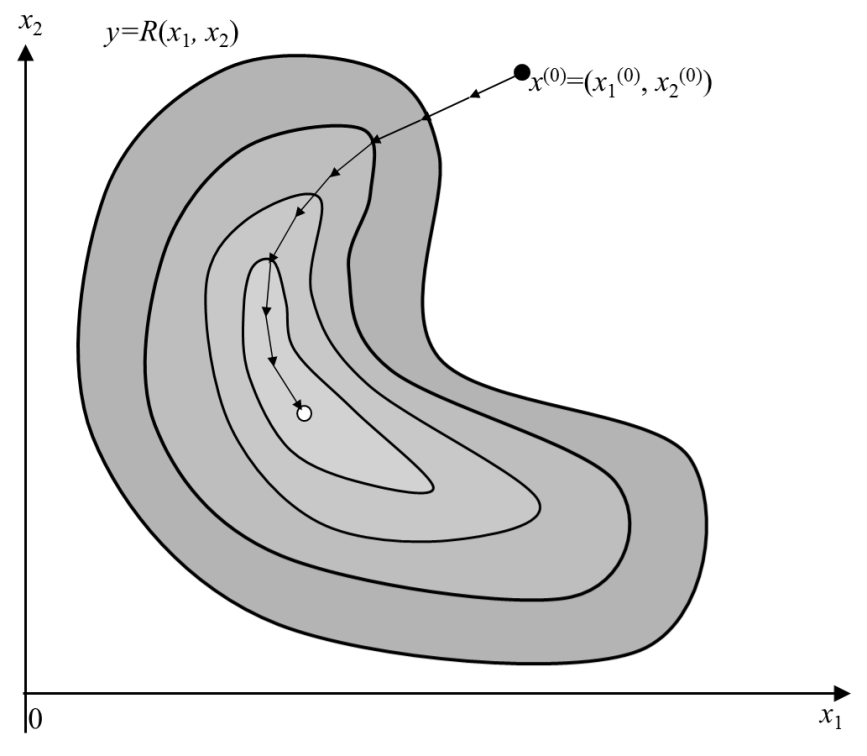 x₂
y=R(x₁, x₂)
x⁽⁰⁾=(x₁⁽⁰⁾, x₂⁽⁰⁾)
0
x₁